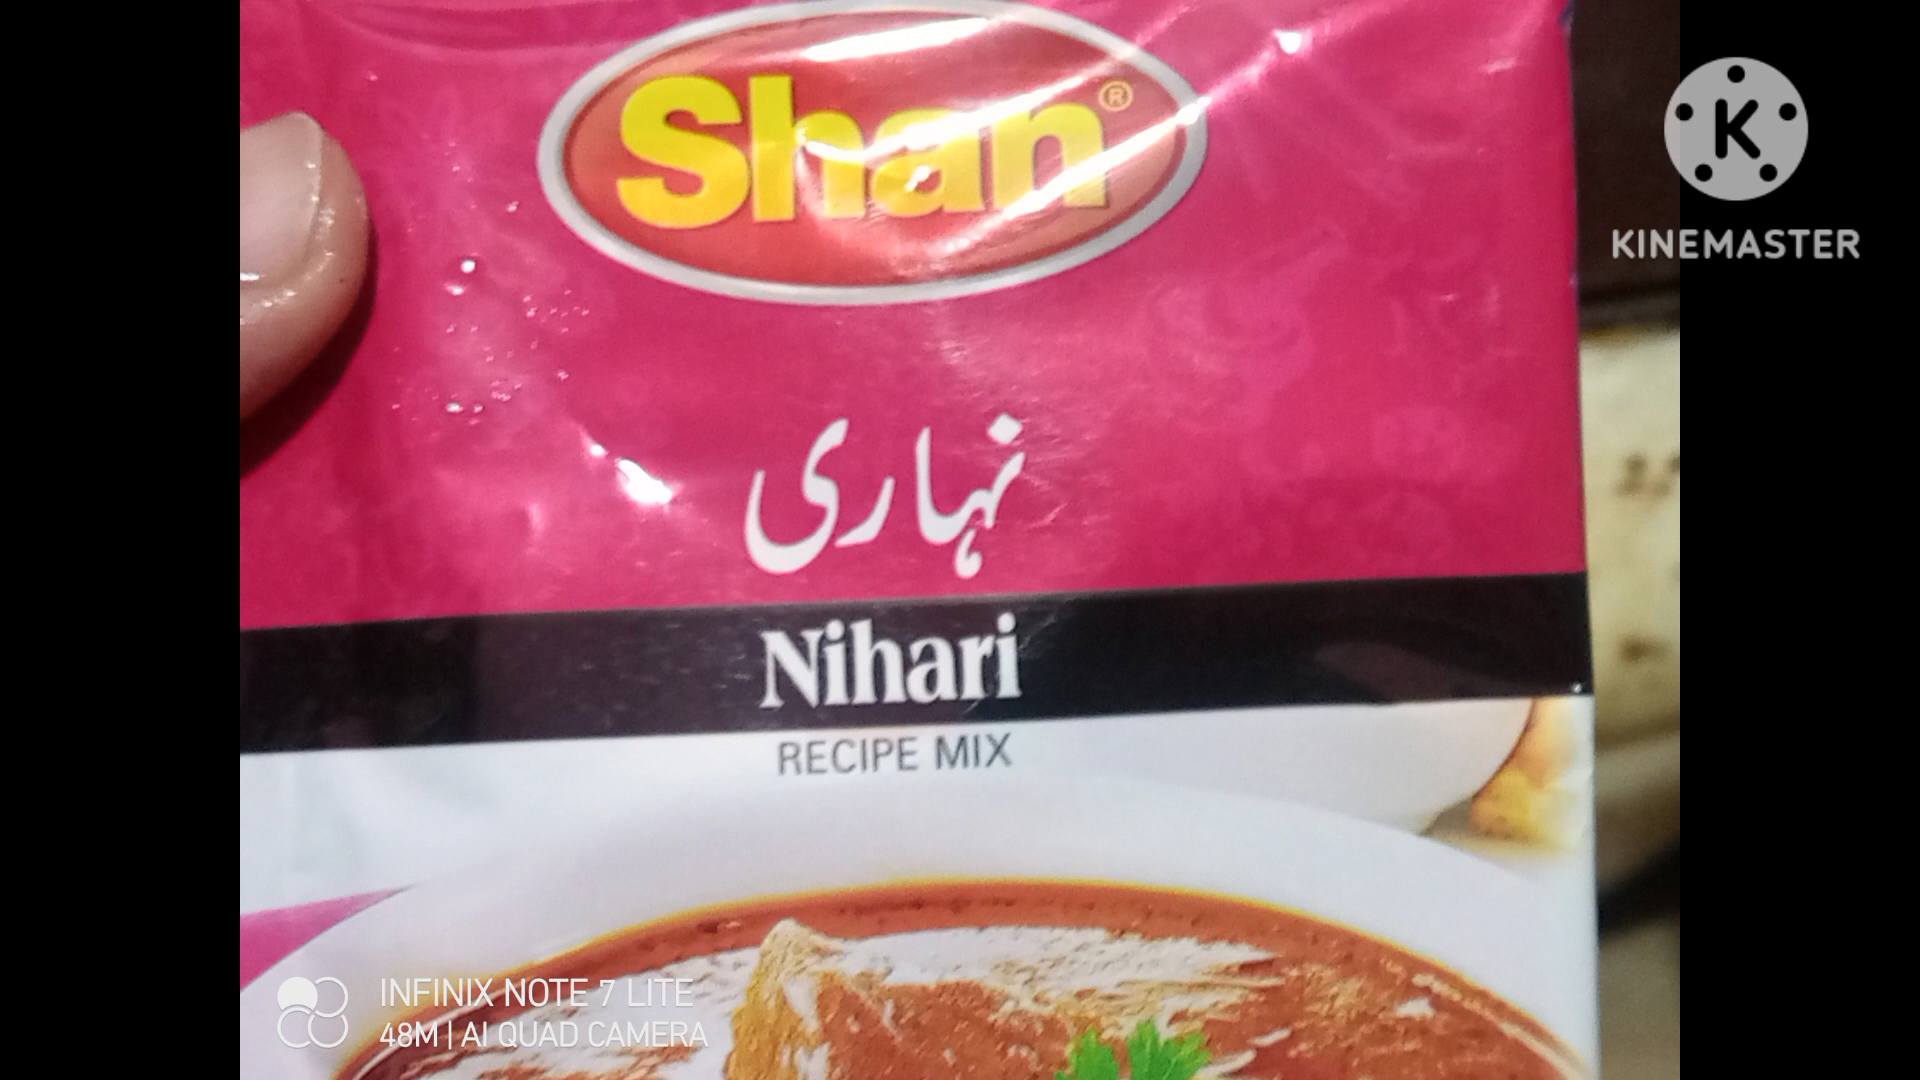 Shan®
KINEMASTER
نہاری
Nihari
RECIPE MIX
INFINIX NOTE 7 LITE
48M | AI QUAD CAMERA